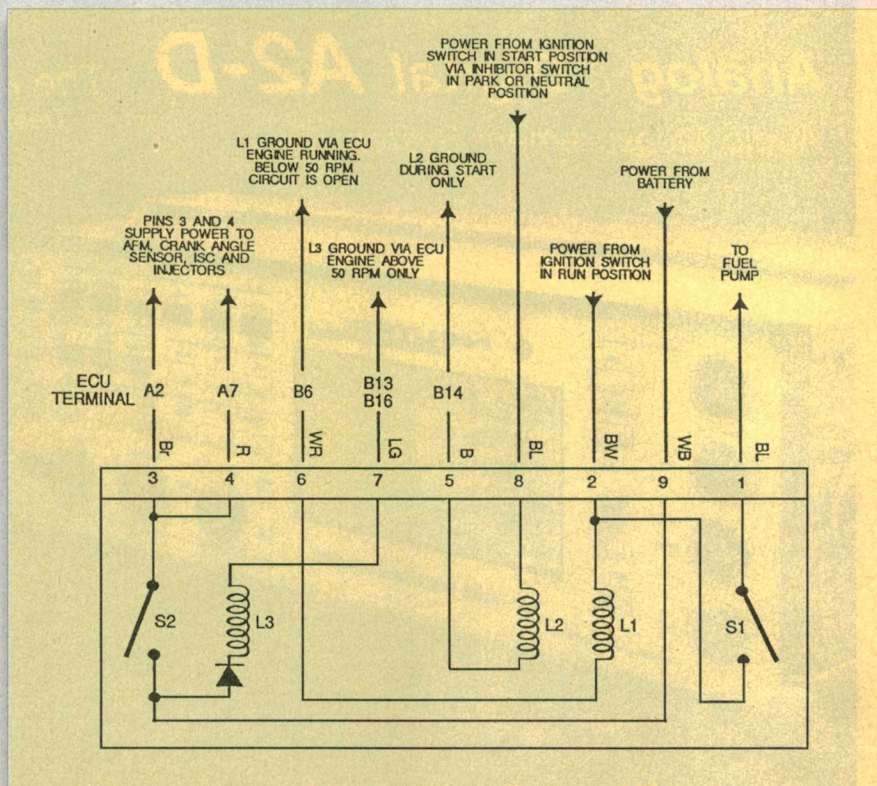 Analog
A2-D
POWER FROM IGNITION
SWITCH IN START POSITION
VIA INHIBITOR SWITCH
IN PARK OR NEUTRAL
POSITION
L1 GROUND VIA ECU
ENGINE RUNNING.
BELOW 50 RPM
CIRCUIT IS OPEN
L2 GROUND
DURING START
ONLY
POWER FROM
BATTERY
PINS 3 AND 4
SUPPLY POWER TO
AFM, CRANK ANGLE
SENSOR, ISC AND
INJECTORS
L3 GROUND VIA ECU
ENGINE ABOVE
50 RPM ONLY
POWER FROM
IGNITION SWITCH
IN RUN POSITION
TO
FUEL
PUMP
ECU
TERMINAL
A2
A7
B6
B13
B16
B14
Br
R
WR
LG
B
BL
BW
WB
BL
3 4 6 7 5 8 2 9 1
S2
L3
L2
L1
S1